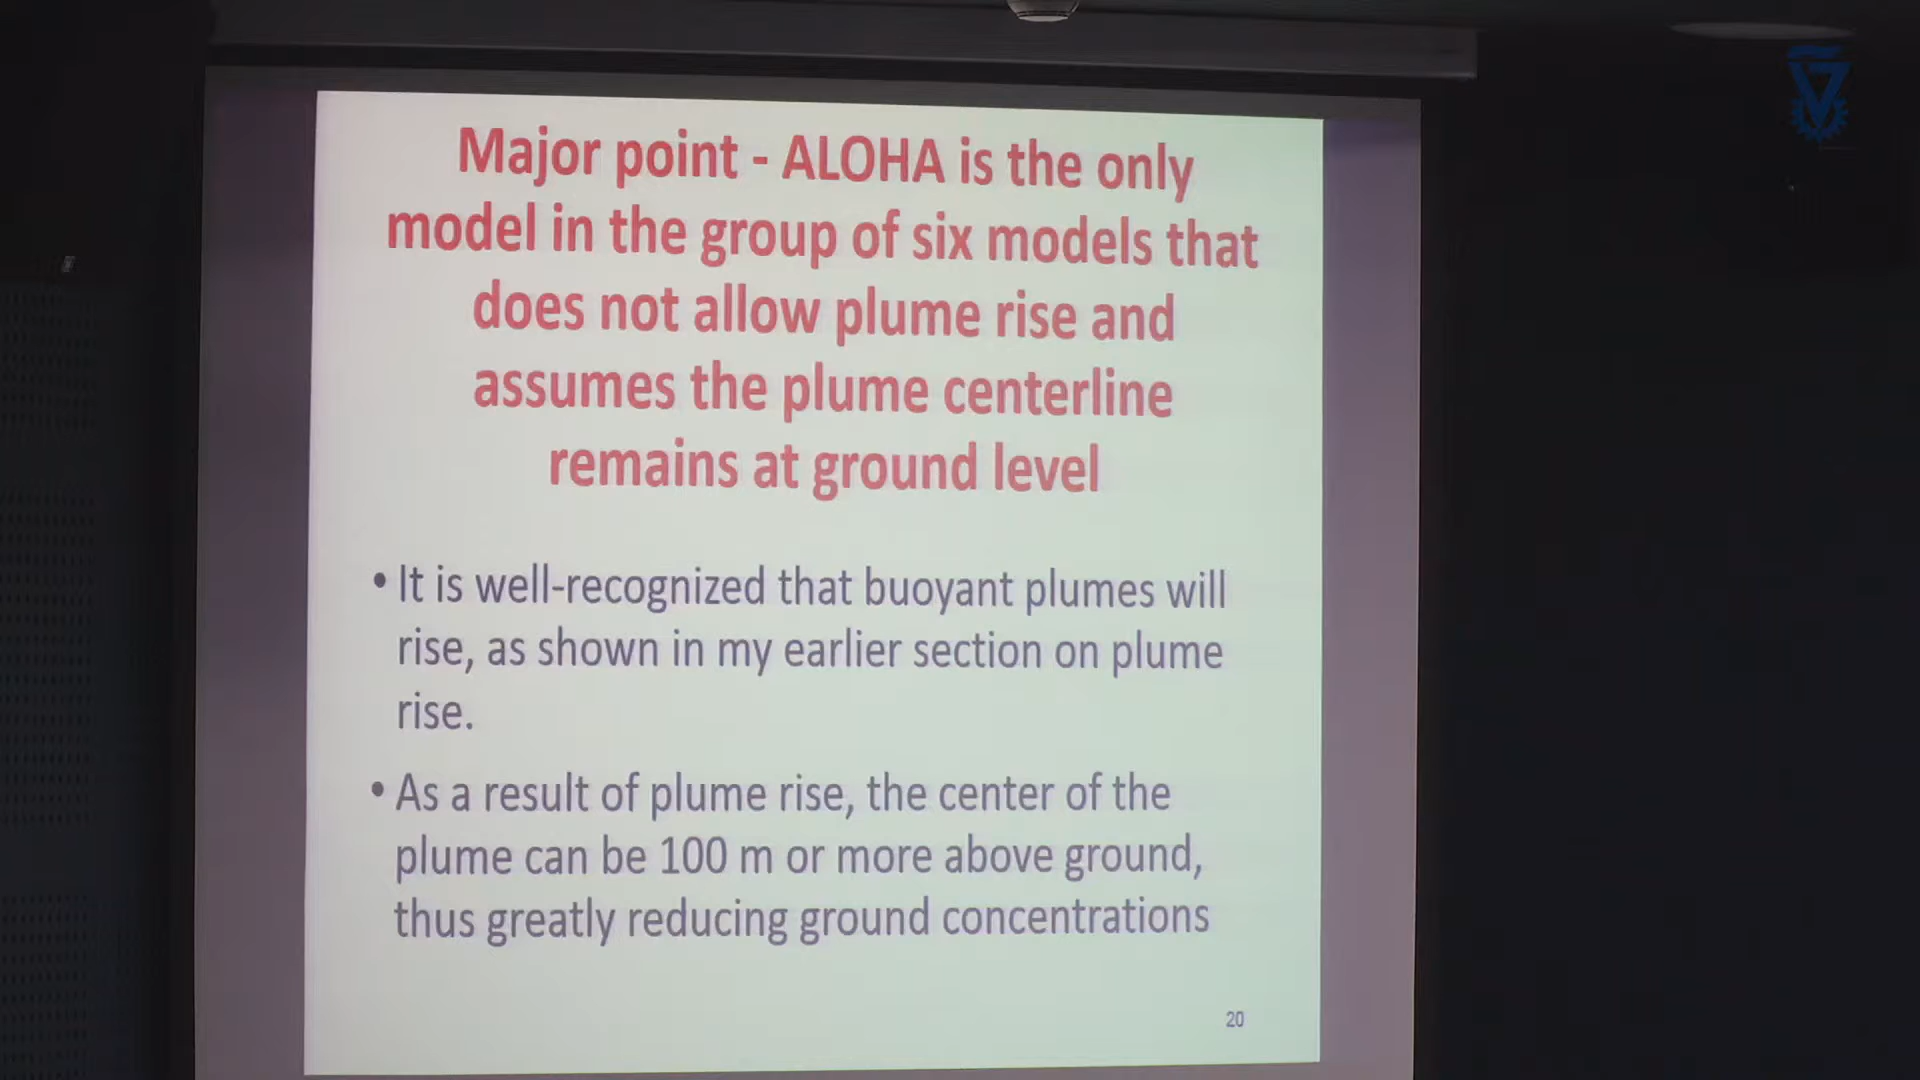 Major point - ALOHA is the only
model in the group of six models that
does not allow plume rise and
assumes the plume centerline
remains at ground level
• It is well-recognized that buoyant plumes will
rise, as shown in my earlier section on plume
rise.
• As a result of plume rise, the center of the
plume can be 100 m or more above ground,
thus greatly reducing ground concentrations
20